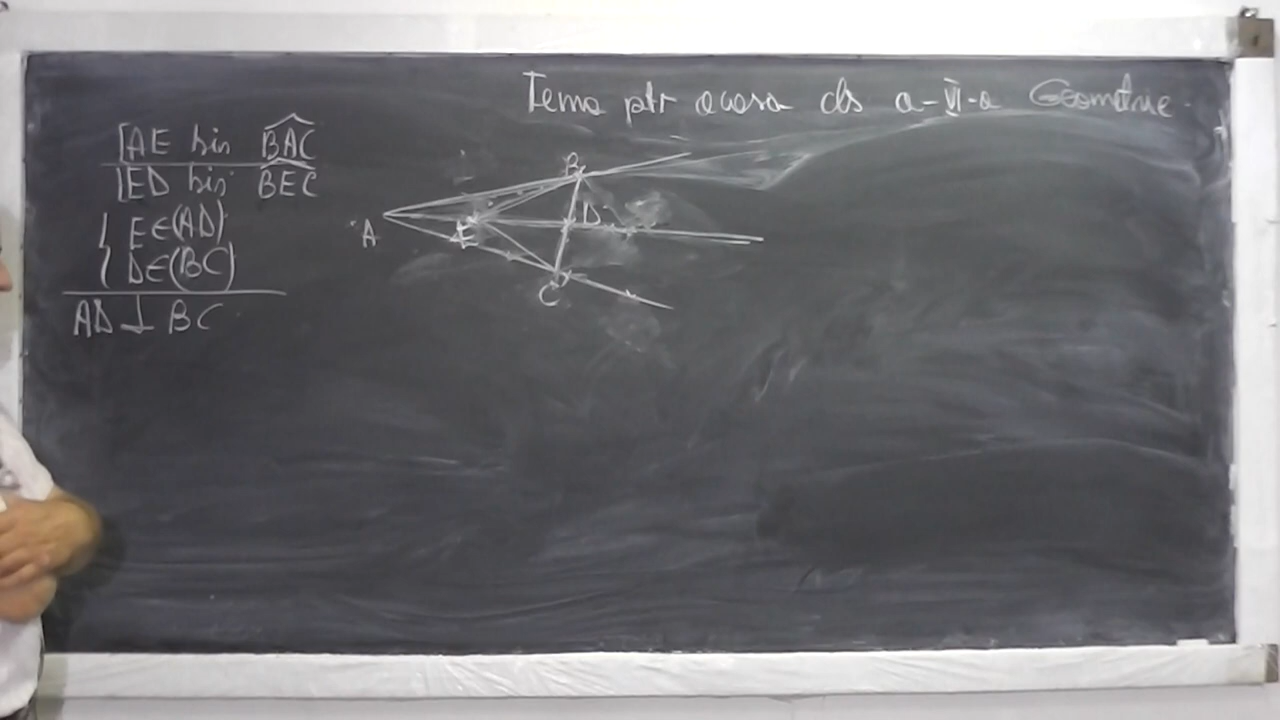 Tema ptr acasa cls a-VI-a Geometrie
[AE bis BAC
[ED bis BEC
E∈(AD)
D∈(BC)
AD ⊥ BC
A
B
E
D
C